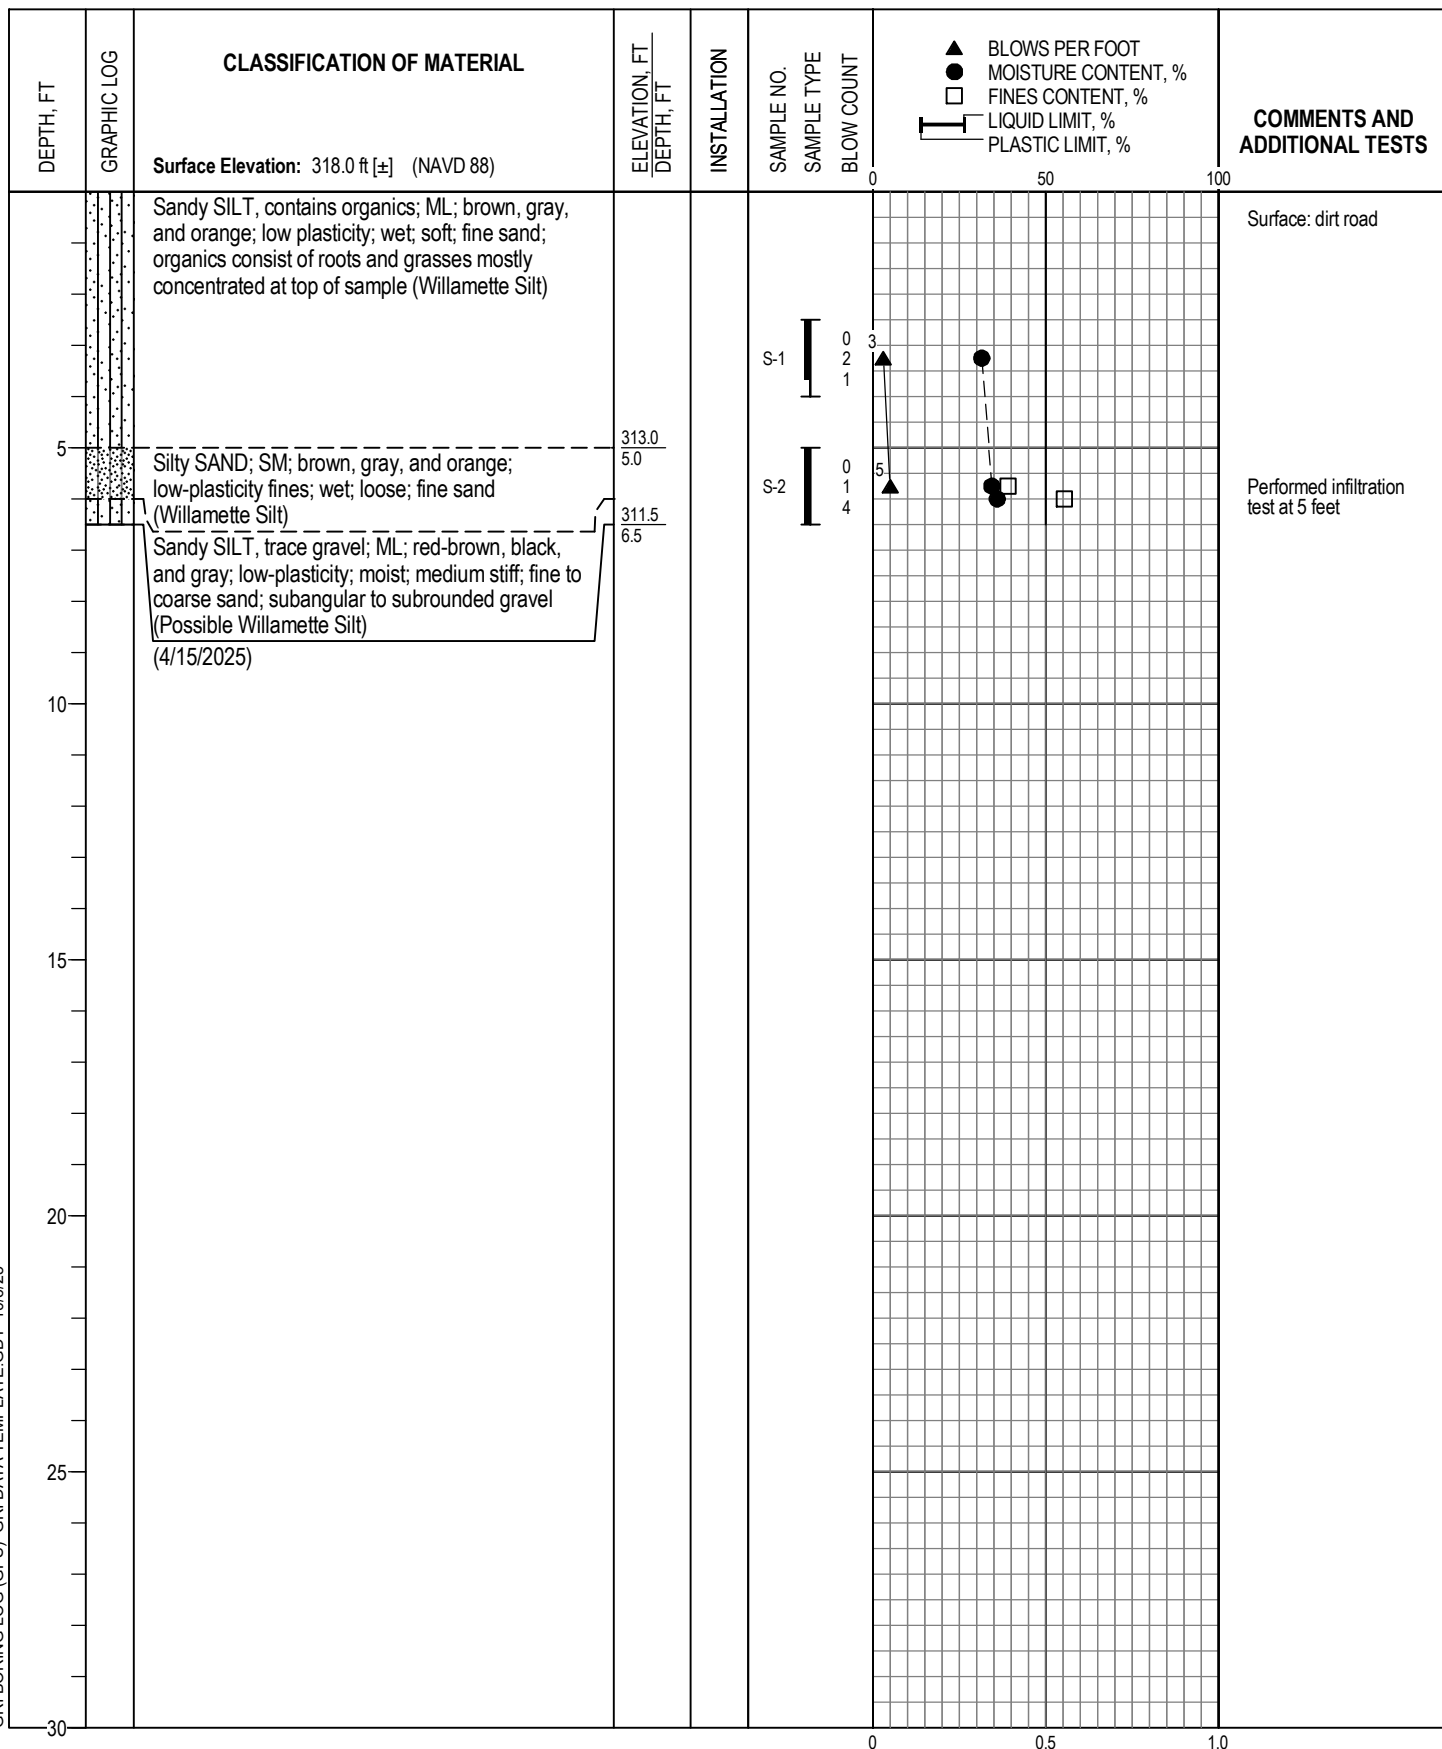 DEPTH, FT
GRAPHIC LOG
CLASSIFICATION OF MATERIAL
Surface Elevation: 318.0 ft [±] (NAVD 88)
ELEVATION, FT
DEPTH, FT
INSTALLATION
SAMPLE NO.
SAMPLE TYPE
BLOW COUNT
BLOWS PER FOOT
MOISTURE CONTENT, %
FINES CONTENT, %
LIQUID LIMIT, %
PLASTIC LIMIT, %
0 50 100
COMMENTS AND
ADDITIONAL TESTS
Sandy SILT, contains organics; ML; brown, gray,
and orange; low plasticity; wet; soft; fine sand;
organics consist of roots and grasses mostly
concentrated at top of sample (Willamette Silt)
Surface: dirt road
S-1
0
2
1
3
5
313.0
5.0
Silty SAND; SM; brown, gray, and orange;
low-plasticity fines; wet; loose; fine sand
(Willamette Silt)
S-2
0
1
4
5
Performed infiltration
test at 5 feet
311.5
6.5
Sandy SILT, trace gravel; ML; red-brown, black,
and gray; low-plasticity; moist; medium stiff; fine to
coarse sand; subangular to subrounded gravel
(Possible Willamette Silt)
(4/15/2025)
10
15
20
25
30
0 0.5 1.0